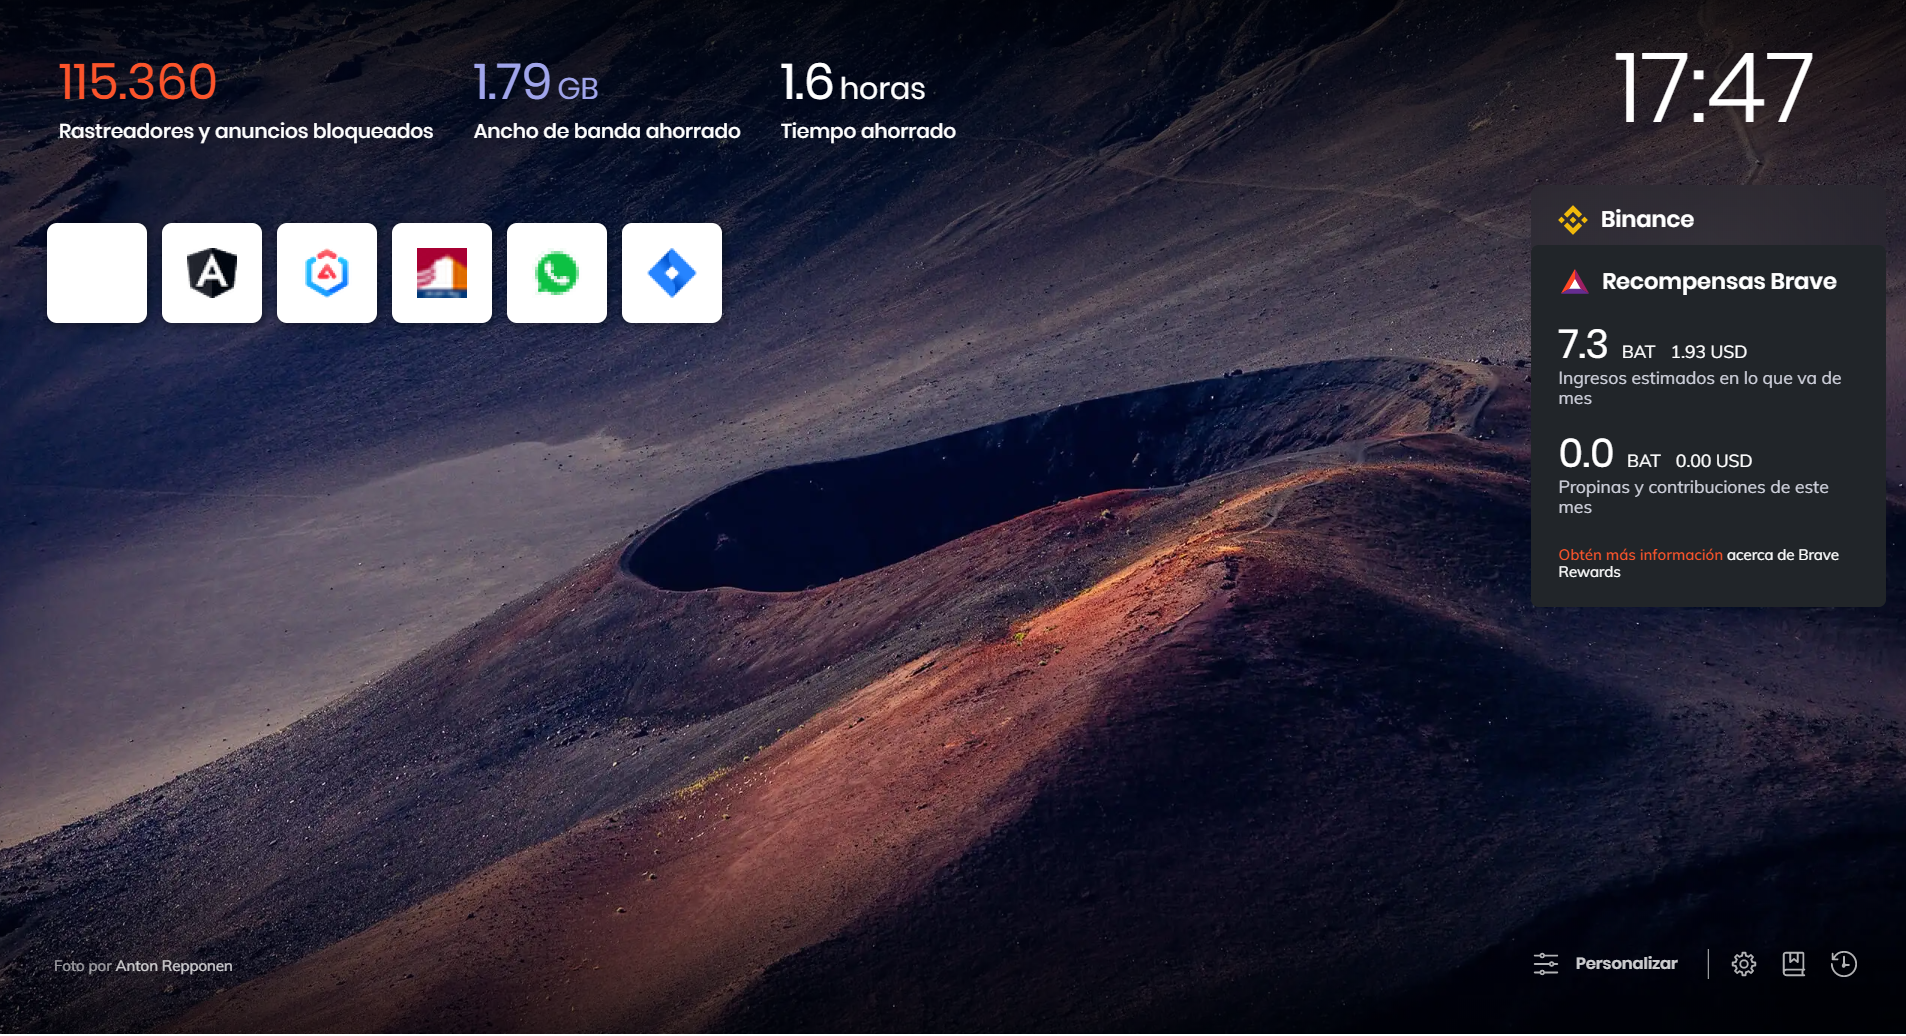 115.360
Rastreadores y anuncios bloqueados
1.79 GB
Ancho de banda ahorrado
1.6 horas
Tiempo ahorrado
17:47
A
Binance
Recompensas Brave
7.3 BAT 1.93 USD
Ingresos estimados en lo que va de
mes
0.0 BAT 0.00 USD
Propinas y contribuciones de este
mes
Obtén más información acerca de Brave
Rewards
Foto por Anton Repponen
Personalizar